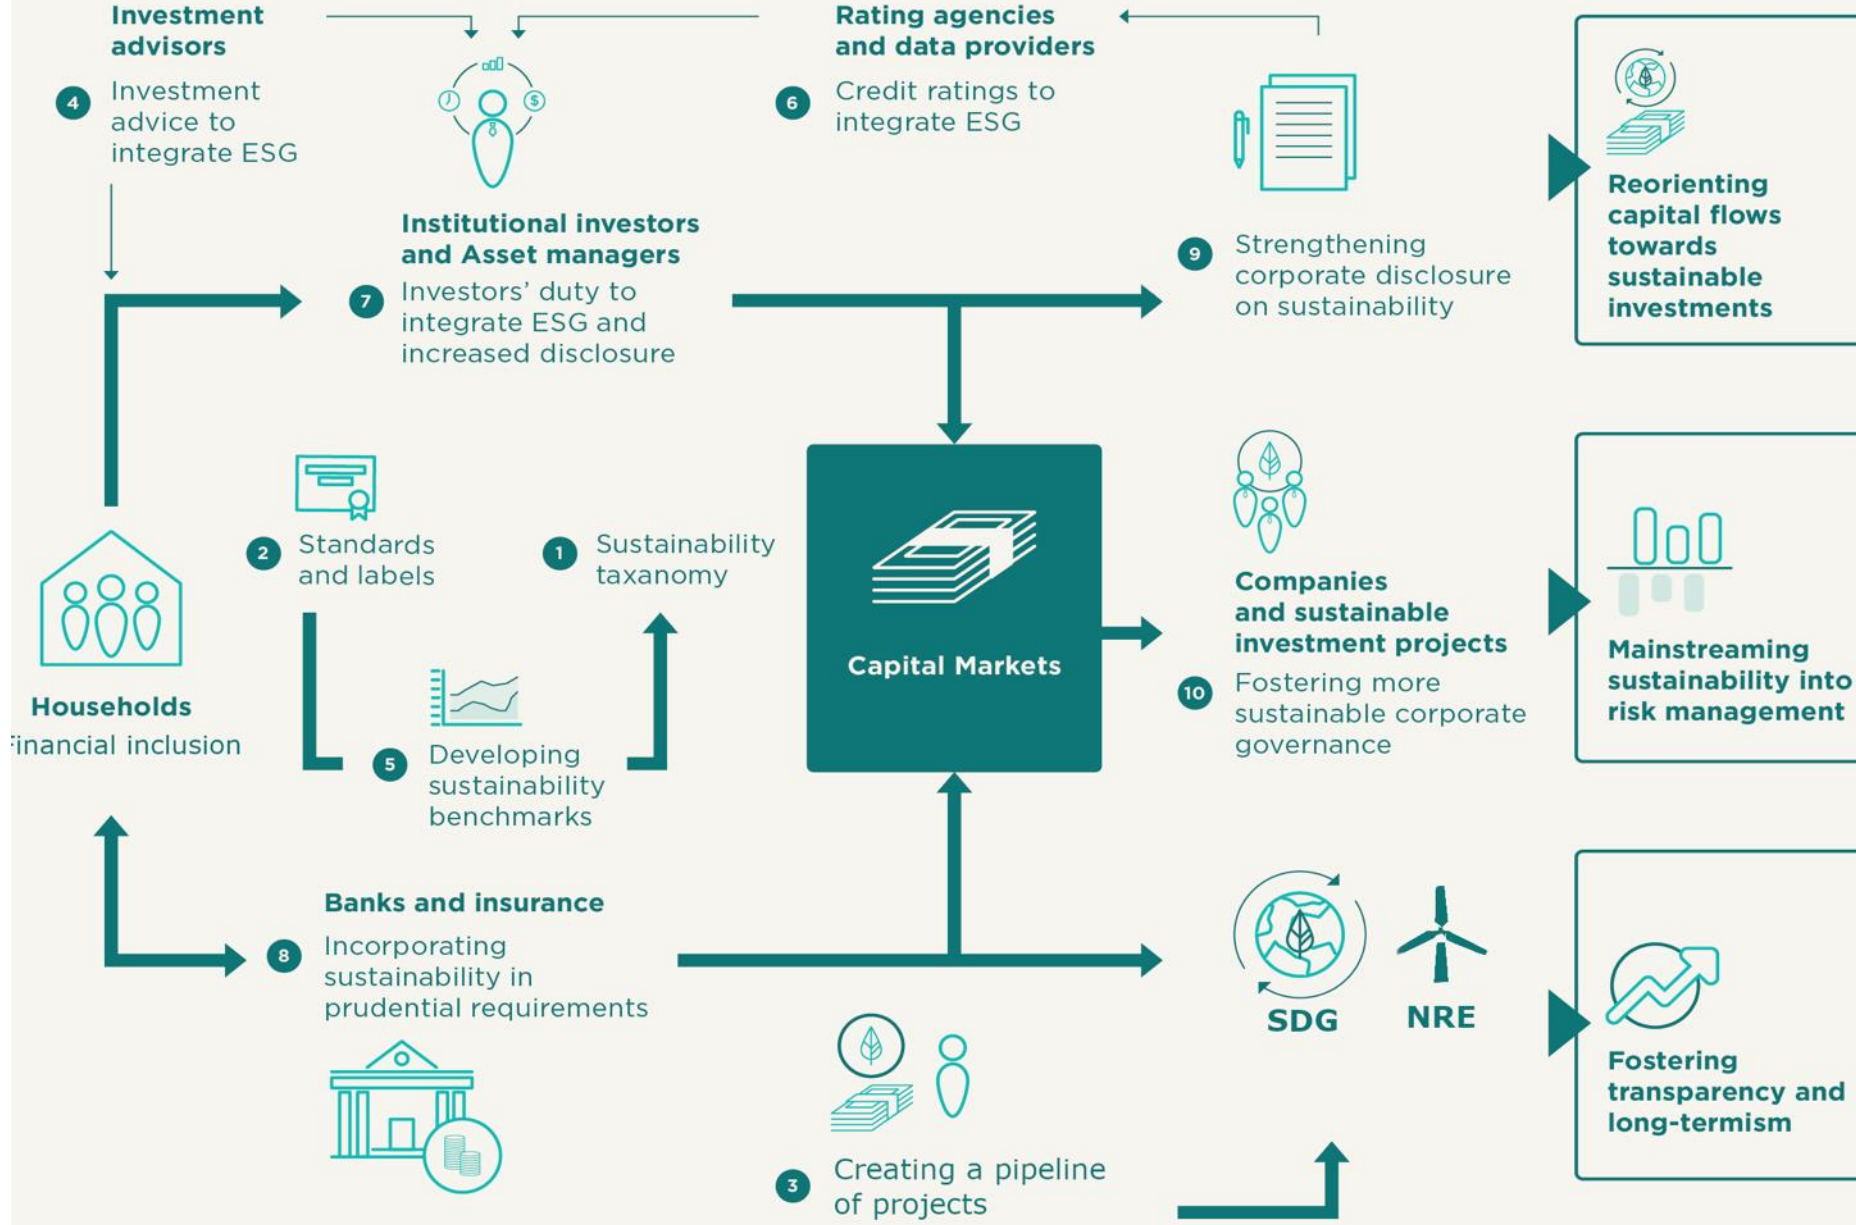 Investment
advisors
4
Investment
advice to
integrate ESG
Rating agencies
and data providers
6
Credit ratings to
integrate ESG
$
Institutional investors
and Asset managers
7
Investors' duty to
integrate ESG and
increased disclosure
9
Strengthening
corporate disclosure
on sustainability
Reorienting
capital flows
towards
sustainable
investments
2
Standards
and labels
1
Sustainability
taxanomy
Households
Financial inclusion
5
Developing
sustainability
benchmarks
Capital Markets
Companies
and sustainable
investment projects
10
Fostering more
sustainable corporate
governance
Mainstreaming
sustainability into
risk management
Banks and insurance
8
Incorporating
sustainability in
prudential requirements
SDG
NRE
3
Creating a pipeline
of projects
Fostering
transparency and
long-termism